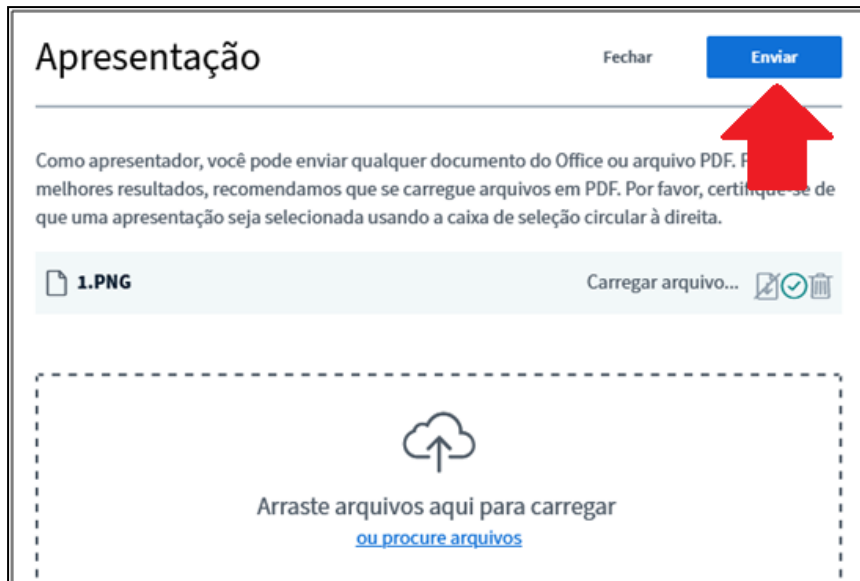 Apresentação
Fechar
Enviar
Como apresentador, você pode enviar qualquer documento do Office ou arquivo PDF.
melhores resultados, recomendamos que se carregue arquivos em PDF. Por favor, certifique-se de
que uma apresentação seja selecionada usando a caixa de seleção circular à direita.
1.PNG
Carregar arquivo...
Arraste arquivos aqui para carregar
ou procure arquivos